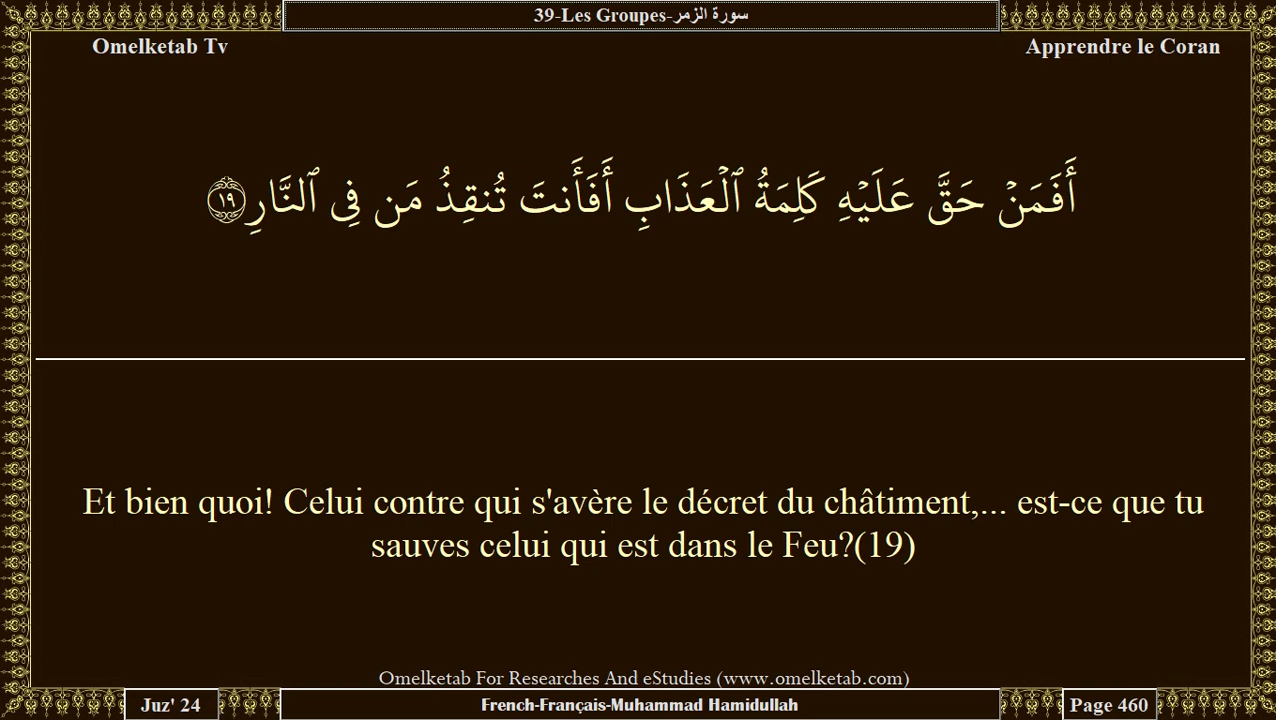 39-Les Groupes-سورة الزمر
Omelketab Tv
Apprendre le Coran
أَفَمَنْ حَقَّ عَلَيْهِ كَلِمَةُ ٱلْعَذَابِ أَفَأَنتَ تُنقِذُ مَن فِى ٱلنَّارِ ١٩
Et bien quoi! Celui contre qui s'avère le décret du châtiment,... est-ce que tu
sauves celui qui est dans le Feu?(19)
Omelketab For Researches And eStudies (www.omelketab.com)
Juz' 24
French-Français-Muhammad Hamidullah
Page 460